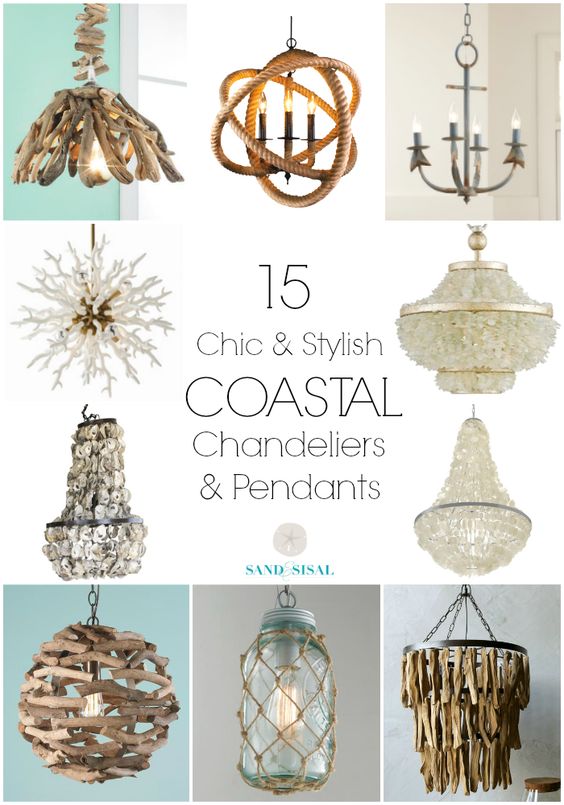 15
Chic & Stylish
COASTAL
Chandeliers
& Pendants
SAND & SISAL